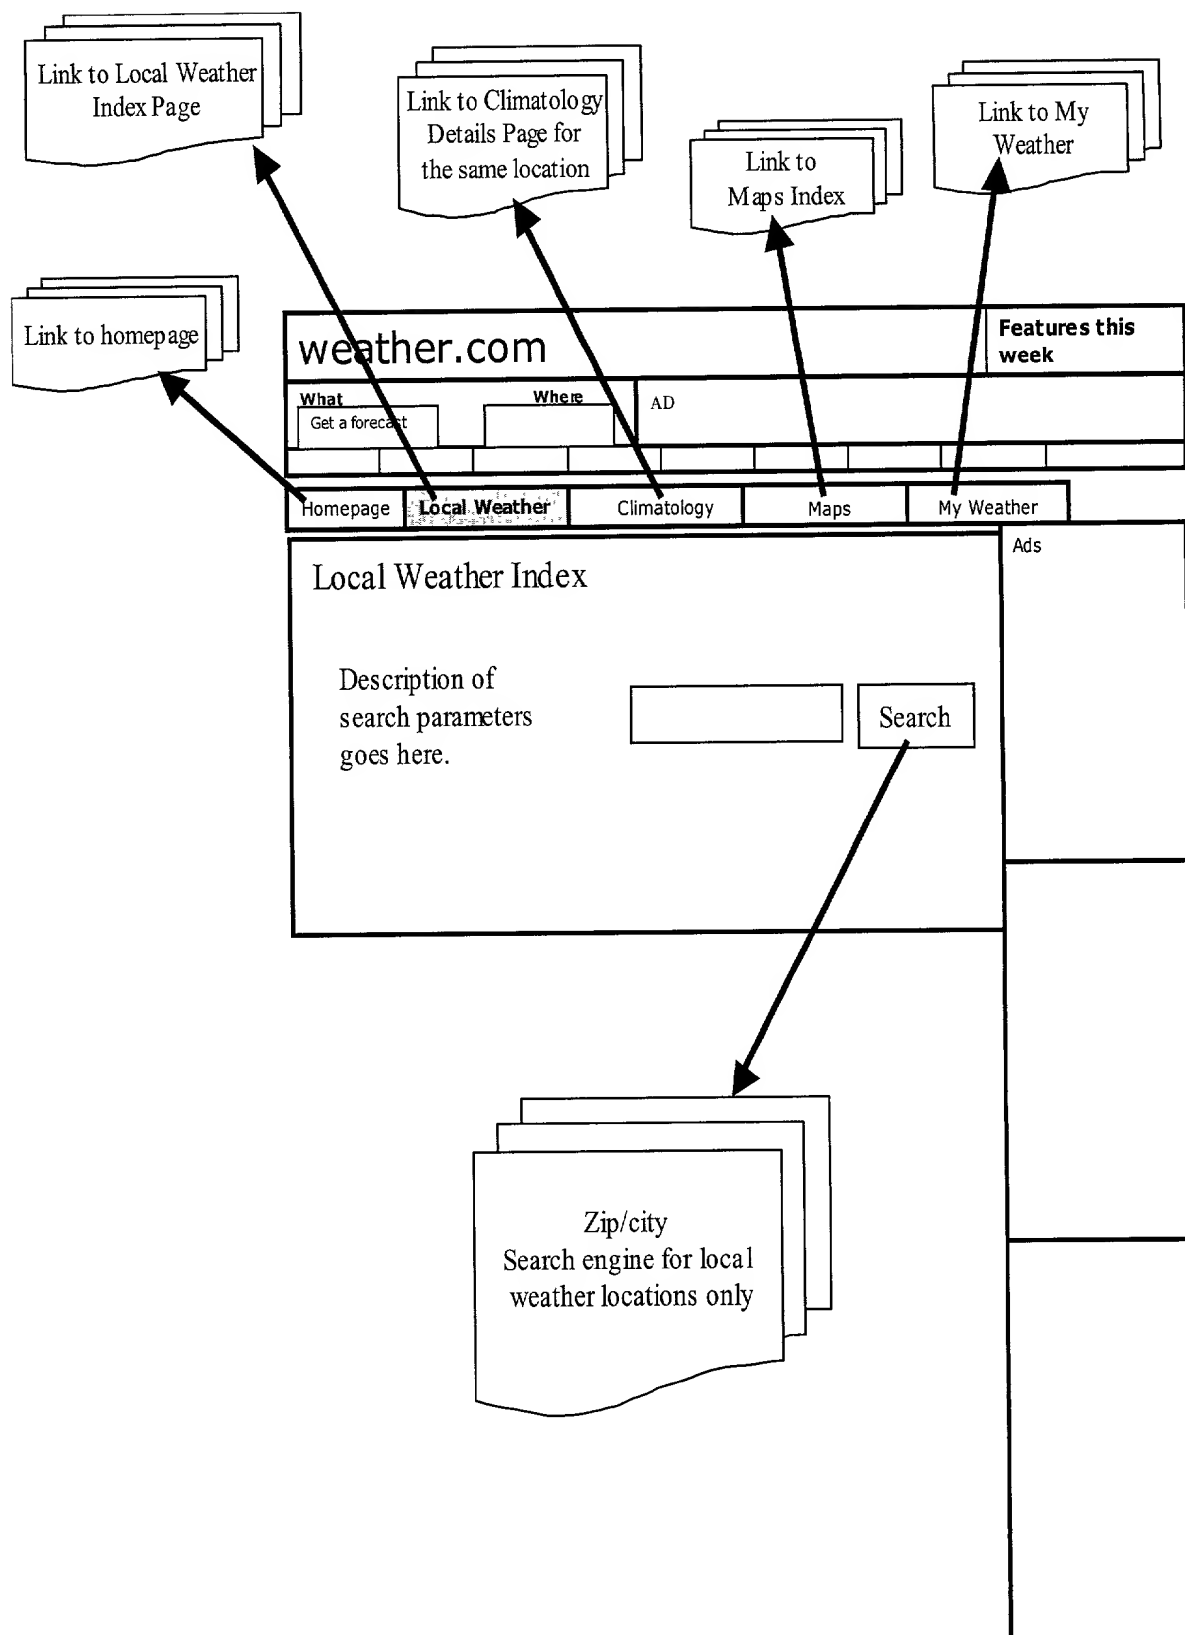 Link to Local Weather
Index Page
Link to Climatology
Details Page for
the same location
Link to
Maps Index
Link to My
Weather
Link to homepage
weather.com
Features this
week
What
Where
AD
Get a forecast
Homepage
Local Weather
Climatology
Maps
My Weather
Ads
Local Weather Index
Description of
search parameters
goes here.
Search
Zip/city
Search engine for local
weather locations only